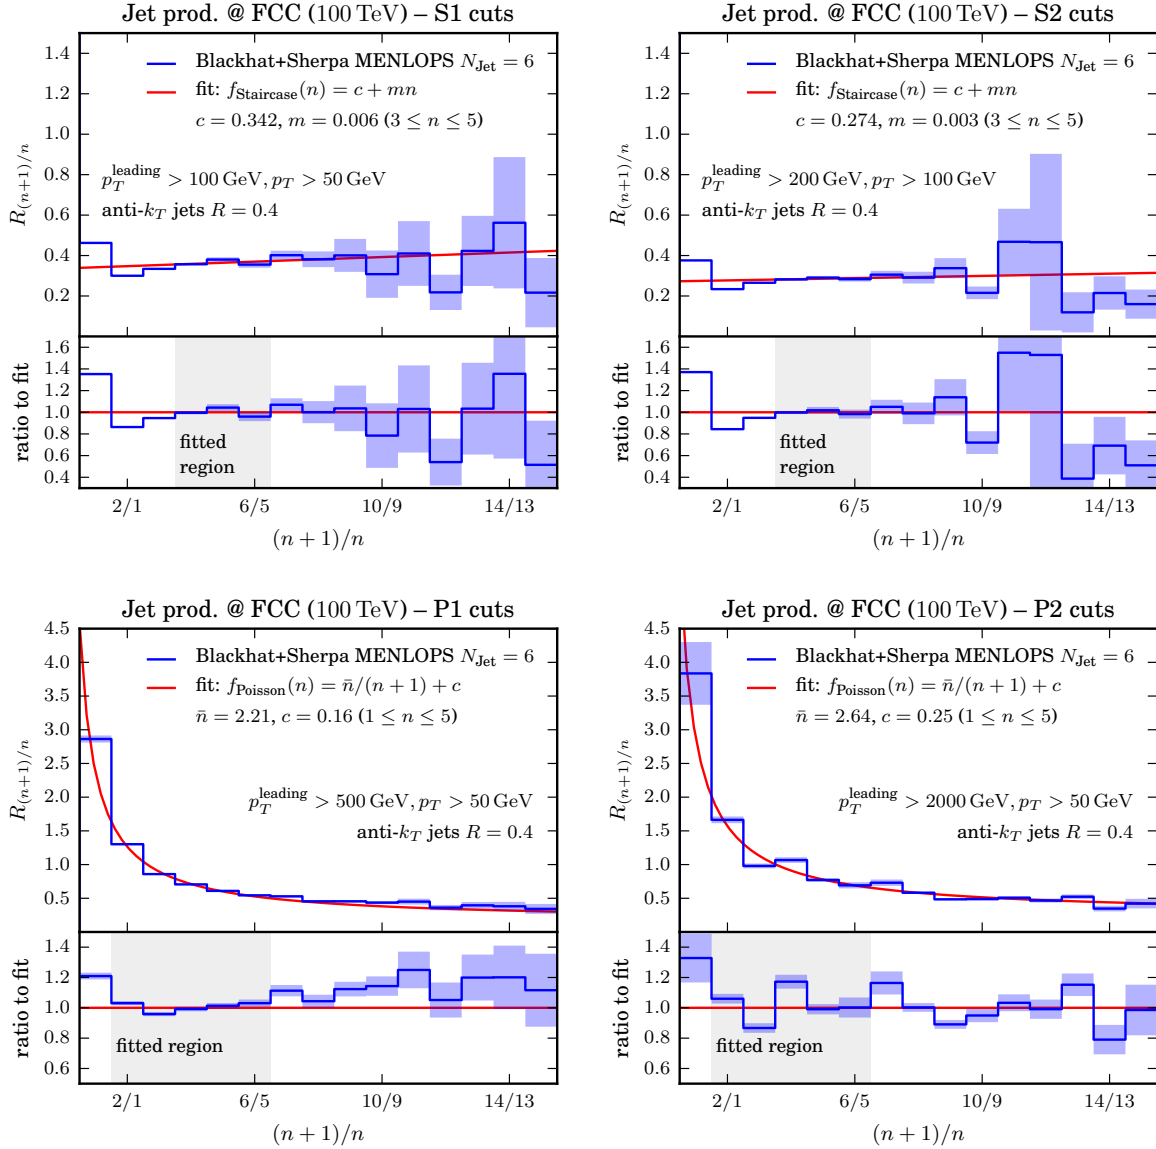 Jet prod. @ FCC (100 TeV) – S1 cuts
1.4
1.2
1.0
0.8
0.6
0.4
0.2
R(n+1)/n
Blackhat+Sherpa MENLOPS N_Jet = 6
fit: f_Staircase(n) = c + mn
c = 0.342, m = 0.006 (3 ≤ n ≤ 5)
p_T^leading > 100 GeV, p_T > 50 GeV
anti-k_T jets R = 0.4
1.6
1.4
1.2
1.0
0.8
0.6
0.4
ratio to fit
fitted
region
2/1 6/5 10/9 14/13
(n + 1)/n
Jet prod. @ FCC (100 TeV) – S2 cuts
1.4
1.2
1.0
0.8
0.6
0.4
0.2
R(n+1)/n
Blackhat+Sherpa MENLOPS N_Jet = 6
fit: f_Staircase(n) = c + mn
c = 0.274, m = 0.003 (3 ≤ n ≤ 5)
p_T^leading > 200 GeV, p_T > 100 GeV
anti-k_T jets R = 0.4
1.6
1.4
1.2
1.0
0.8
0.6
0.4
ratio to fit
fitted
region
2/1 6/5 10/9 14/13
(n + 1)/n
Jet prod. @ FCC (100 TeV) – P1 cuts
4.5
4.0
3.5
3.0
2.5
2.0
1.5
1.0
0.5
R(n+1)/n
Blackhat+Sherpa MENLOPS N_Jet = 6
fit: f_Poisson(n) = n̄/(n + 1) + c
n̄ = 2.21, c = 0.16 (1 ≤ n ≤ 5)
p_T^leading > 500 GeV, p_T > 50 GeV
anti-k_T jets R = 0.4
1.4
1.2
1.0
0.8
0.6
ratio to fit
fitted region
2/1 6/5 10/9 14/13
(n + 1)/n
Jet prod. @ FCC (100 TeV) – P2 cuts
4.5
4.0
3.5
3.0
2.5
2.0
1.5
1.0
0.5
R(n+1)/n
Blackhat+Sherpa MENLOPS N_Jet = 6
fit: f_Poisson(n) = n̄/(n + 1) + c
n̄ = 2.64, c = 0.25 (1 ≤ n ≤ 5)
p_T^leading > 2000 GeV, p_T > 50 GeV
anti-k_T jets R = 0.4
1.4
1.2
1.0
0.8
0.6
ratio to fit
fitted region
2/1 6/5 10/9 14/13
(n + 1)/n